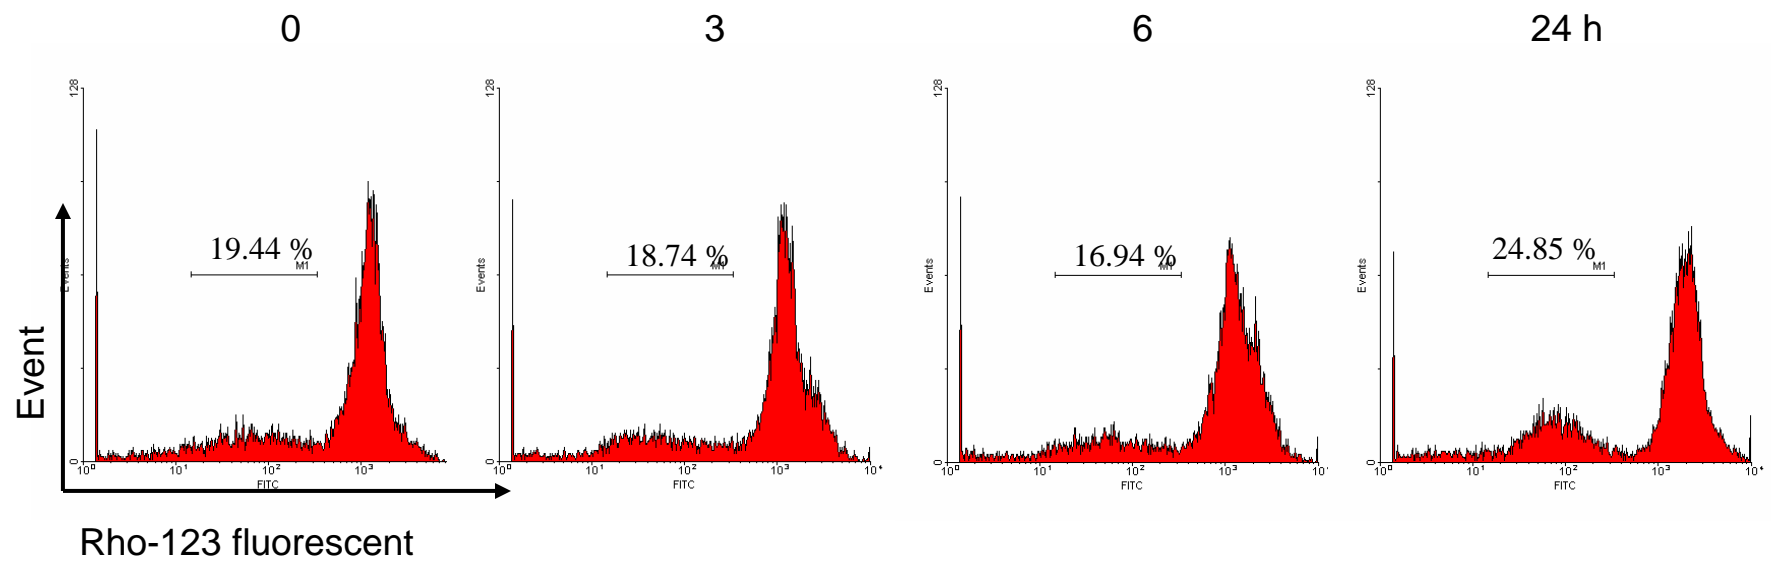 0 3 6 24 h
128 128 128 128
19.44 % 18.74 % 16.94 % 24.85 %
M1 M1 M1 M1
Events Events Events Events
Event
0 0 0 0
10⁰ 10¹ 10² 10³ 10⁰ 10¹ 10² 10³ 10⁴ 10⁰ 10¹ 10² 10³ 10⁰ 10¹ 10² 10³ 10⁴
FITC FITC FITC FITC
Rho-123 fluorescent